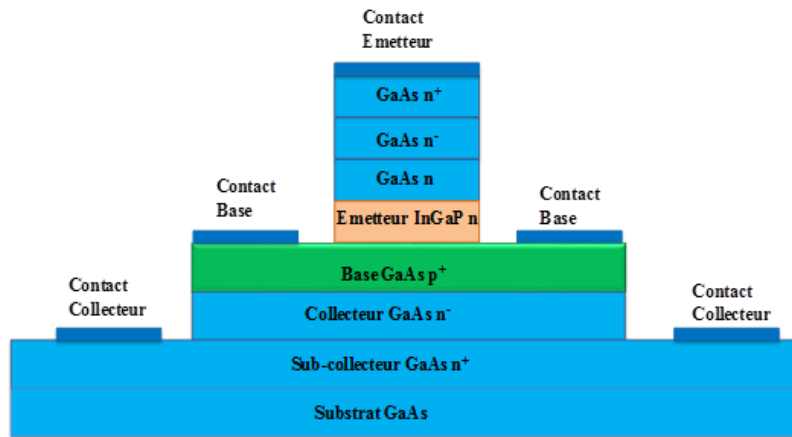 Contact
Emetteur
GaAs n⁺
GaAs n⁻
GaAs n
Emetteur InGaP n
Contact
Base
Contact
Base
Base GaAs p⁺
Contact
Collecteur
Collecteur GaAs n⁻
Contact
Collecteur
Sub-collecteur GaAs n⁺
Substrat GaAs